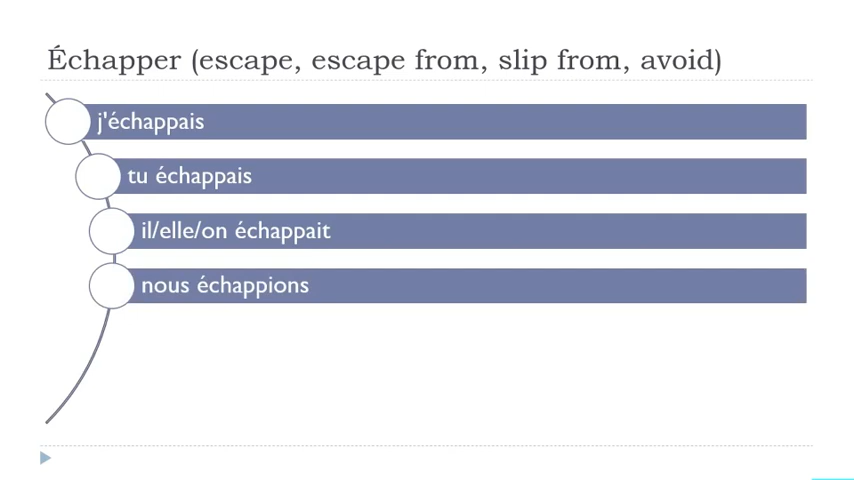 Échapper (escape, escape from, slip from, avoid)
j'échappais
tu échappais
il/elle/on échappait
nous échappions